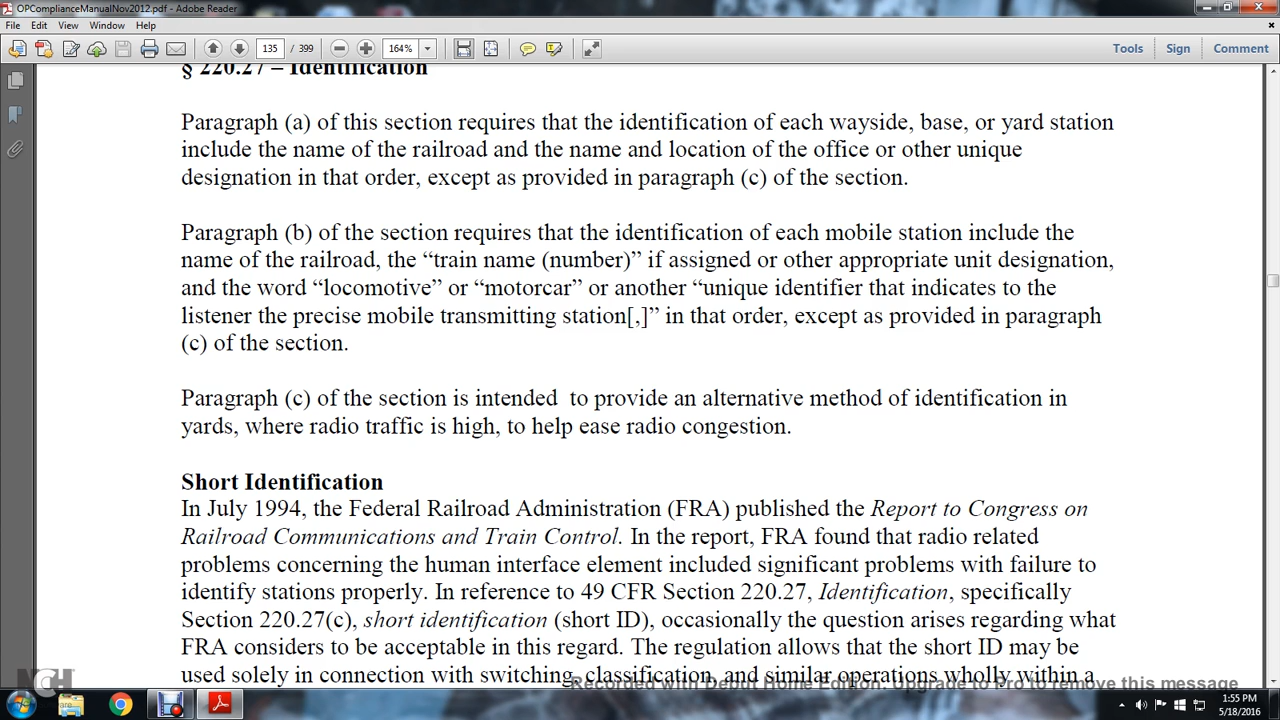 OPComplianceManualNov2012.pdf - Adobe Reader
File Edit View Window Help
135 / 399 164% Tools Sign Comment
§ 220.27 – Identification
Paragraph (a) of this section requires that the identification of each wayside, base, or yard station
include the name of the railroad and the name and location of the office or other unique
designation in that order, except as provided in paragraph (c) of the section.
Paragraph (b) of the section requires that the identification of each mobile station include the
name of the railroad, the “train name (number)” if assigned or other appropriate unit designation,
and the word “locomotive” or “motorcar” or another “unique identifier that indicates to the
listener the precise mobile transmitting station[,]” in that order, except as provided in paragraph
(c) of the section.
Paragraph (c) of the section is intended to provide an alternative method of identification in
yards, where radio traffic is high, to help ease radio congestion.
Short Identification
In July 1994, the Federal Railroad Administration (FRA) published the Report to Congress on
Railroad Communications and Train Control. In the report, FRA found that radio related
problems concerning the human interface element included significant problems with failure to
identify stations properly. In reference to 49 CFR Section 220.27, Identification, specifically
Section 220.27(c), short identification (short ID), occasionally the question arises regarding what
FRA considers to be acceptable in this regard. The regulation allows that the short ID may be
used solely in connection with switching, classification, and similar operations wholly within a
NCH
Recorded with Debut Home Edition. Upgrade to Pro to remove this message
1:55 PM
5/18/2016